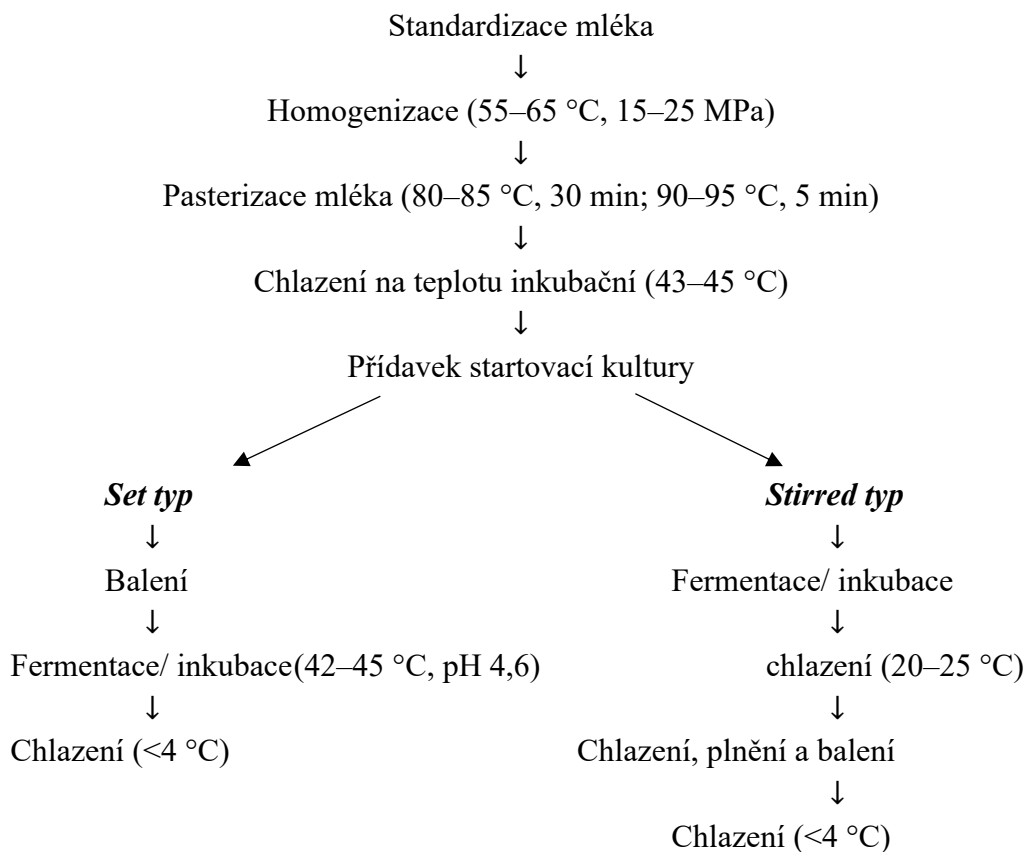 Standardizace mléka
↓
Homogenizace (55–65 °C, 15–25 MPa)
↓
Pasterizace mléka (80–85 °C, 30 min; 90–95 °C, 5 min)
↓
Chlazení na teplotu inkubační (43–45 °C)
↓
Přídavek startovací kultury
Set typ
↓
Balení
↓
Fermentace/ inkubace(42–45 °C, pH 4,6)
↓
Chlazení (<4 °C)
Stirred typ
↓
Fermentace/ inkubace
↓
chlazení (20–25 °C)
↓
Chlazení, plnění a balení
↓
Chlazení (<4 °C)